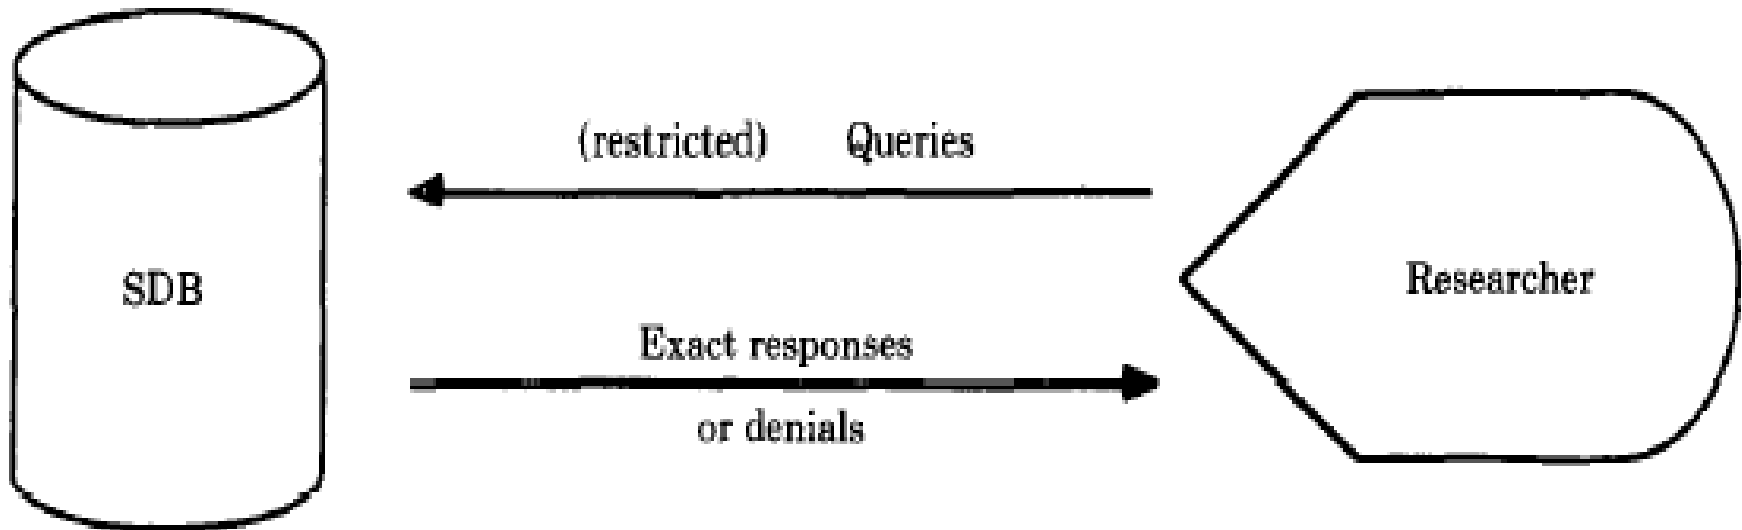 (restricted) Queries
SDB
Researcher
Exact responses
or denials